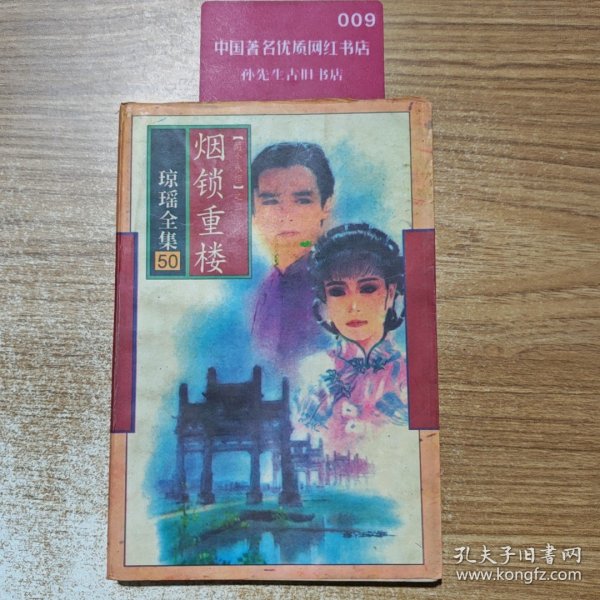 009
中国著名优质网红书店
孙先生古旧书店
烟锁重楼
琼瑶全集
50
孔夫子旧书网
www.kongfz.com